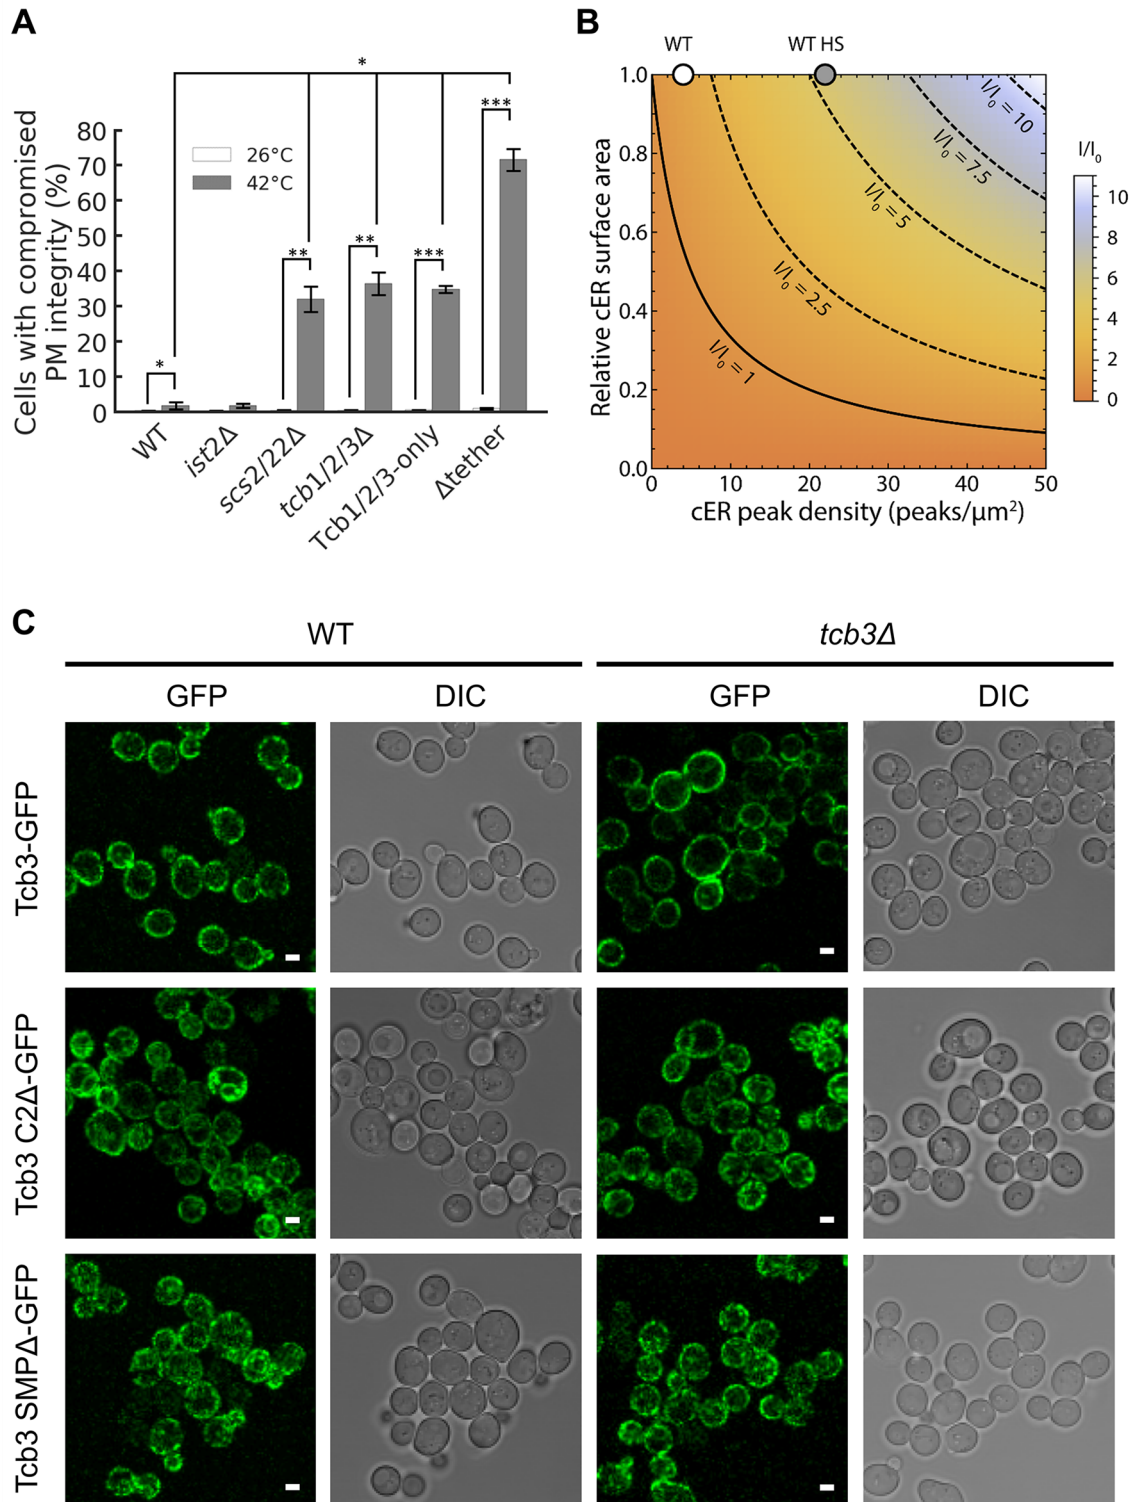 A
Cells with compromised
PM integrity (%)
80
70
60
50
40
30
20
10
0
26°C
42°C
*
*
**
**
***
***
WT
ist2Δ
scs2/22Δ
tcb1/2/3Δ
Tcb1/2/3-only
Δtether
B
WT
WT HS
Relative cER surface area
1.0
0.8
0.6
0.4
0.2
0.0
0
10
20
30
40
50
cER peak density (peaks/µm²)
I/I₀ = 1
I/I₀ = 2.5
I/I₀ = 5
I/I₀ = 7.5
I/I₀ = 10
I/I₀
10
8
6
4
2
0
C
WT
tcb3Δ
GFP
DIC
GFP
DIC
Tcb3-GFP
Tcb3 C2Δ-GFP
Tcb3 SMPΔ-GFP